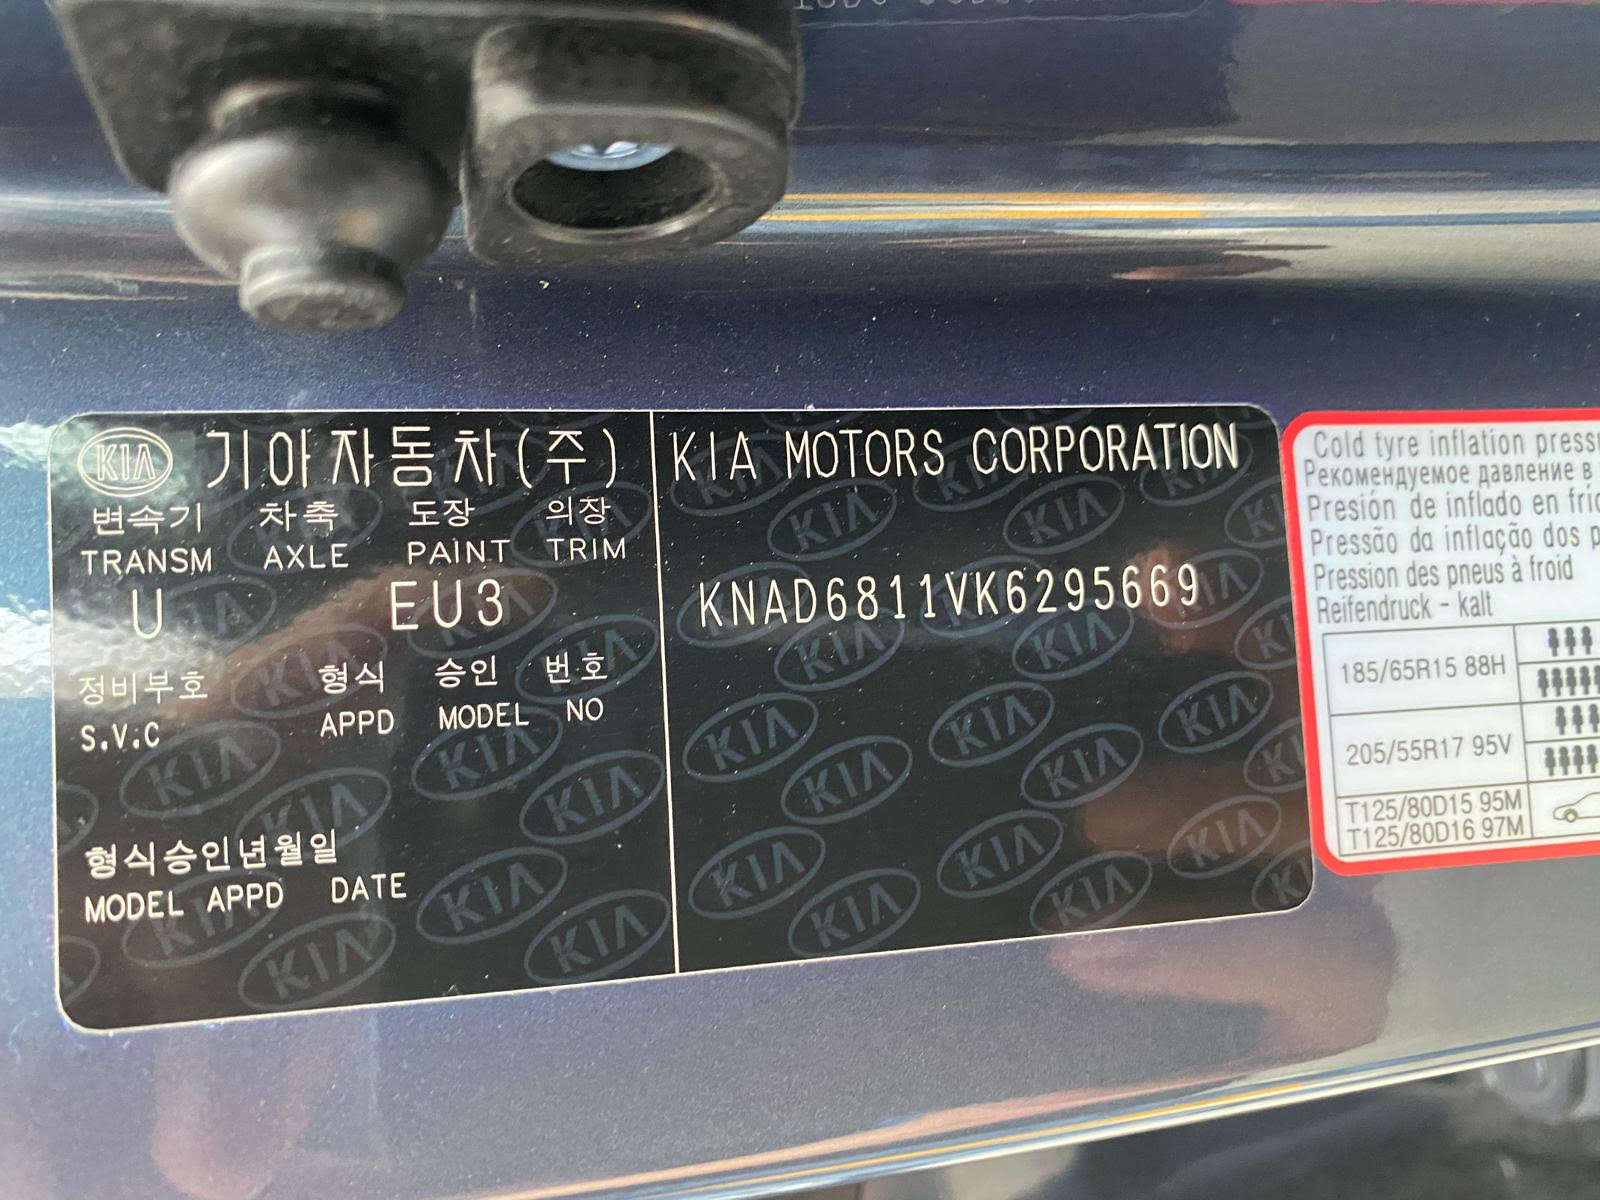 KIA 기아자동차(주) KIA MOTORS CORPORATION
변속기 차축 도장 의장
TRANSM AXLE PAINT TRIM
U EU3
KNAD6811VK6295669
정비부호 형식 승인 번호
S.V.C APPD MODEL NO
형식승인년월일
MODEL APPD DATE
Cold tyre inflation
Рекомендуемое давление в
Presión de inflado en
Pressão da inflação dos
Pression des pneus à froid
Reifendruck - kalt
185/65R15 88H
205/55R17 95V
T125/80D15 95M
T125/80D16 97M